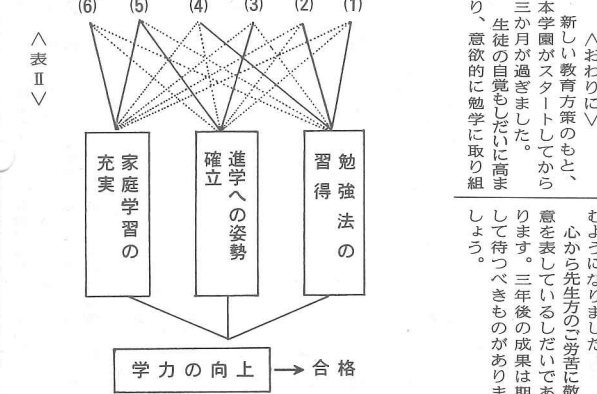 〈おわりに〉
新しい教育方策のもと、
本学園がスタートしてから
三か月が過ぎました。
生徒の自覚もしだいに高ま
り、意欲的に勉学に取り組
むようになりました
心から先生方のご労苦に敬
意を表しているしだいであ
ります。三年後の成果は期
して待つべきものがありま
しょう。
(6) (5) (4) (3) (2) (1)
勉強法の
習得
進学への姿勢
確立
家庭学習の
充実
学力の向上→合格
〈表Ⅱ〉